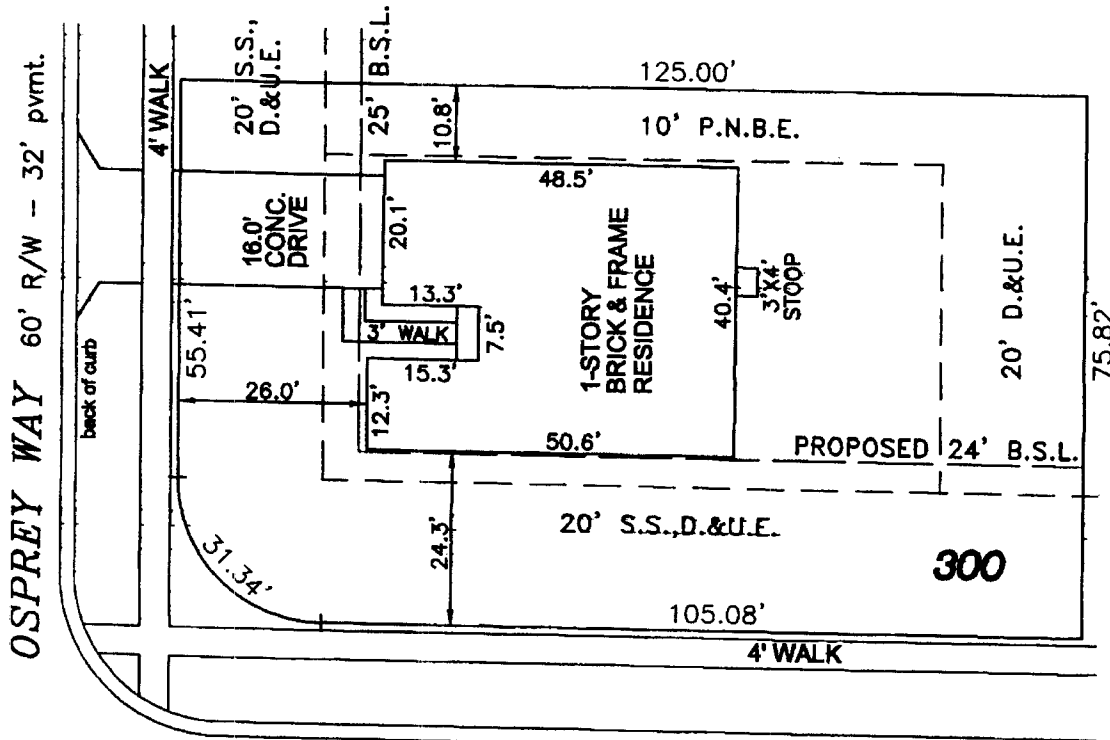 OSPREY WAY 60' R/W – 32' pvmt.
back of curb
4' WALK
20' S.S.,
D.&U.E.
25' B.S.L.
10.8'
125.00'
10' P.N.B.E.
48.5'
16.0'
CONC.
DRIVE
20.1'
13.3'
3' WALK
7.5'
15.3'
12.3'
26.0'
55.41'
1-STORY
BRICK & FRAME
RESIDENCE
40.4'
3'X4'
STOOP
20' D.&U.E.
75.82'
50.6'
PROPOSED 24' B.S.L.
24.3'
20' S.S.,D.&U.E.
31.34'
300
105.08'
4' WALK